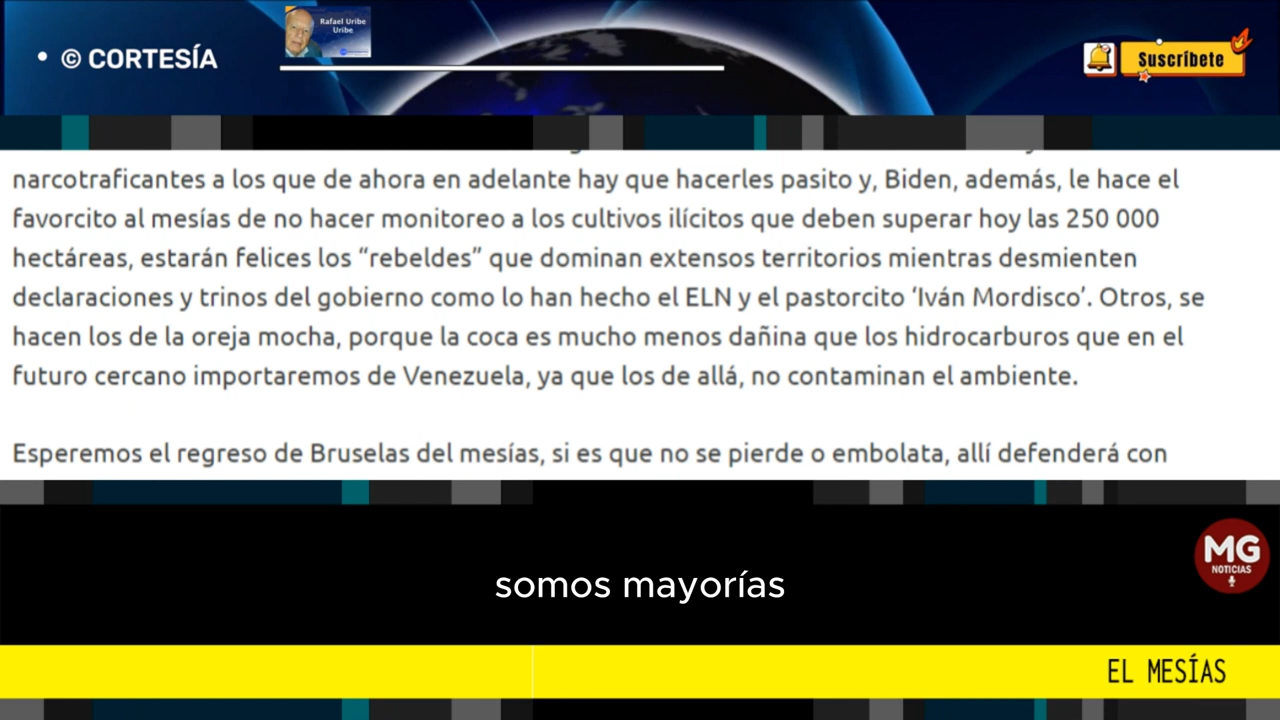 • © CORTESÍA
Rafael Uribe
Uribe
Suscríbete
narcotraficantes a los que de ahora en adelante hay que hacerles pasito y, Biden, además, le hace el
favorcito al mesías de no hacer monitoreo a los cultivos ilícitos que deben superar hoy las 250 000
hectáreas, estarán felices los “rebeldes” que dominan extensos territorios mientras desmienten
declaraciones y trinos del gobierno como lo han hecho el ELN y el pastorcito ‘Iván Mordisco’. Otros, se
hacen los de la oreja mocha, porque la coca es mucho menos dañina que los hidrocarburos que en el
futuro cercano importaremos de Venezuela, ya que los de allá, no contaminan el ambiente.
Esperemos el regreso de Bruselas del mesías, si es que no se pierde o embolata, allí defenderá con
MG
NOTICIAS
somos mayorías
EL MESÍAS